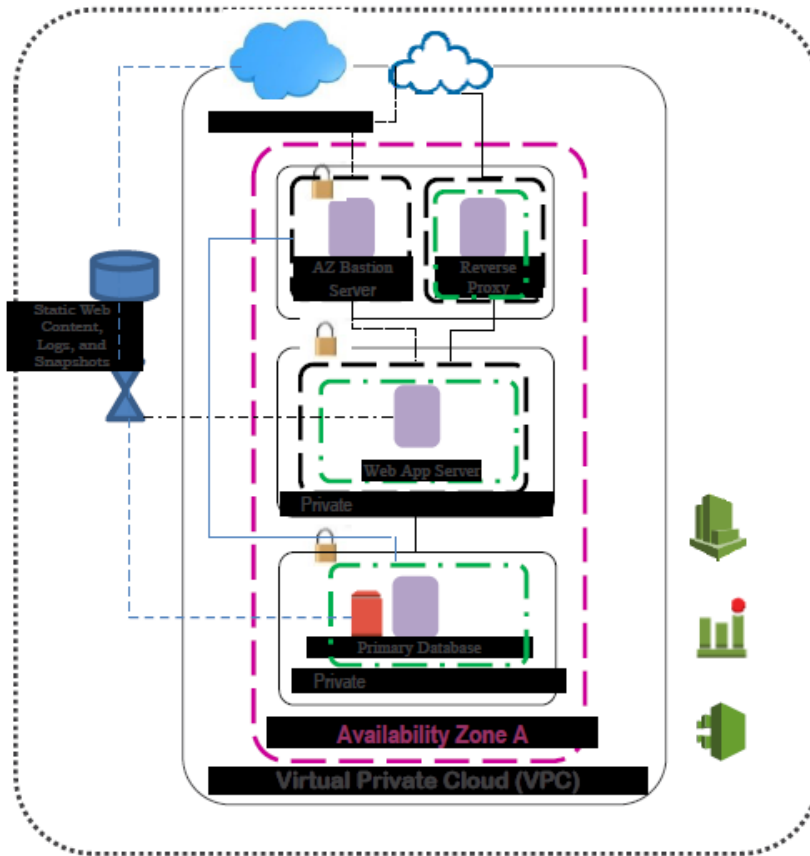 AZ Bastion
Server
Reverse
Proxy
Static Web
Content,
Logs, and
Snapshots
Web App Server
Private
Primary Database
Private
Availability Zone A
Virtual Private Cloud (VPC)